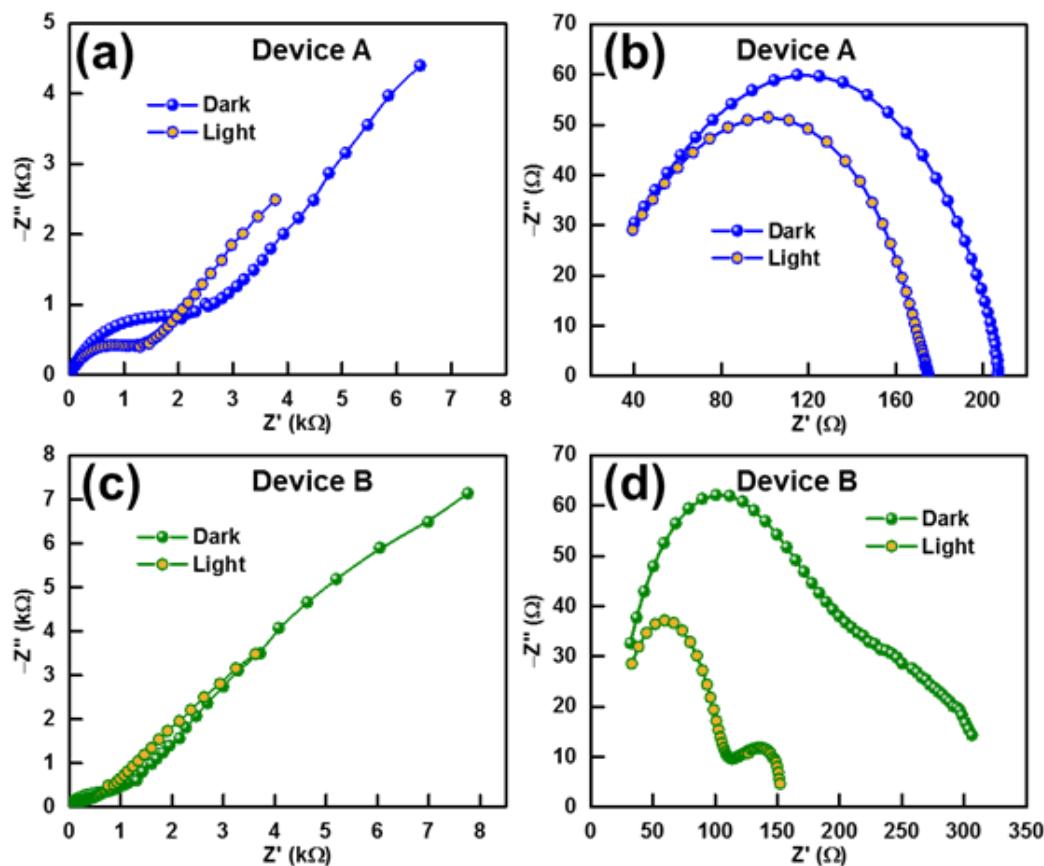 (a) Device A
Dark
Light
−Z" (kΩ)
5
4
3
2
1
0
0 1 2 3 4 5 6 7 8
Z' (kΩ)
(b) Device A
Dark
Light
−Z" (Ω)
70
60
50
40
30
20
10
0
40 80 120 160 200
Z' (Ω)
(c) Device B
Dark
Light
−Z" (kΩ)
8
7
6
5
4
3
2
1
0
0 1 2 3 4 5 6 7 8
Z' (kΩ)
(d) Device B
Dark
Light
−Z" (Ω)
70
60
50
40
30
20
10
0
0 50 100 150 200 250 300 350
Z' (Ω)